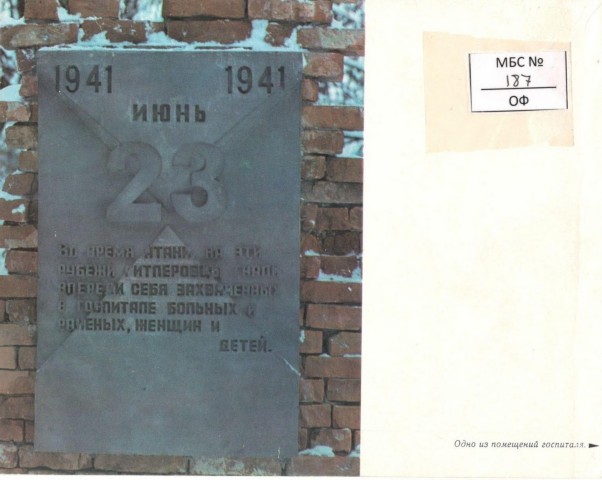 1941 1941
ИЮНЬ
23
ВО ВРЕМЯ АТАКИ НА ЭТИ
РУБЕЖИ ГИТЛЕРОВЦЫ ГНАЛИ
ВПЕРЕДИ СЕБЯ ЗАХВАЧЕННЫХ
В ГОСПИТАЛЕ БОЛЬНЫХ И
РАНЕНЫХ, ЖЕНЩИН И
ДЕТЕЙ.
МБС №
187
ОФ
Одно из помещений госпиталя.